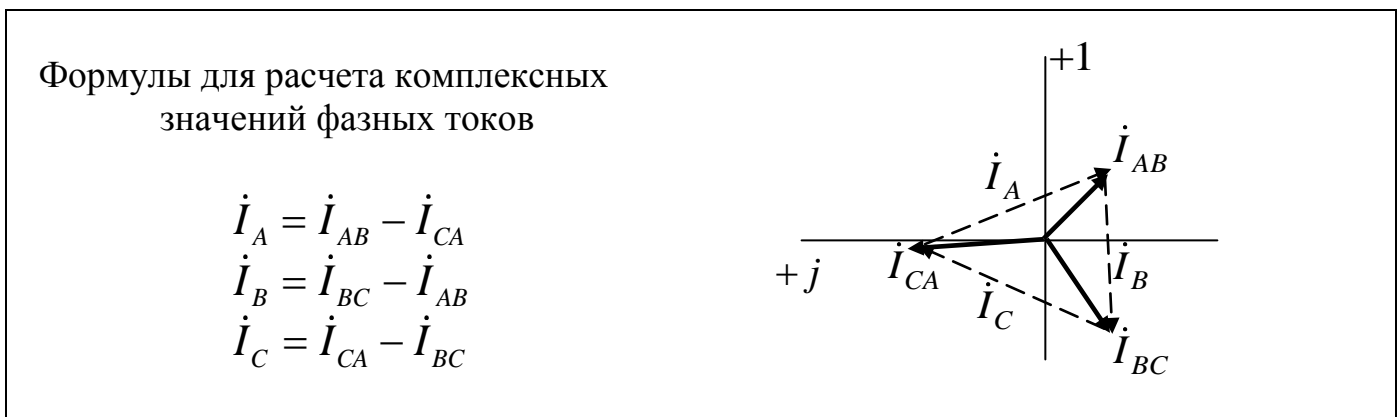 Формулы для расчета комплексных
значений фазных токов
İ_A = İ_AB − İ_CA
İ_B = İ_BC − İ_AB
İ_C = İ_CA − İ_BC
+1
İ_AB
İ_A
+j
İ_CA
İ_B
İ_C
İ_BC